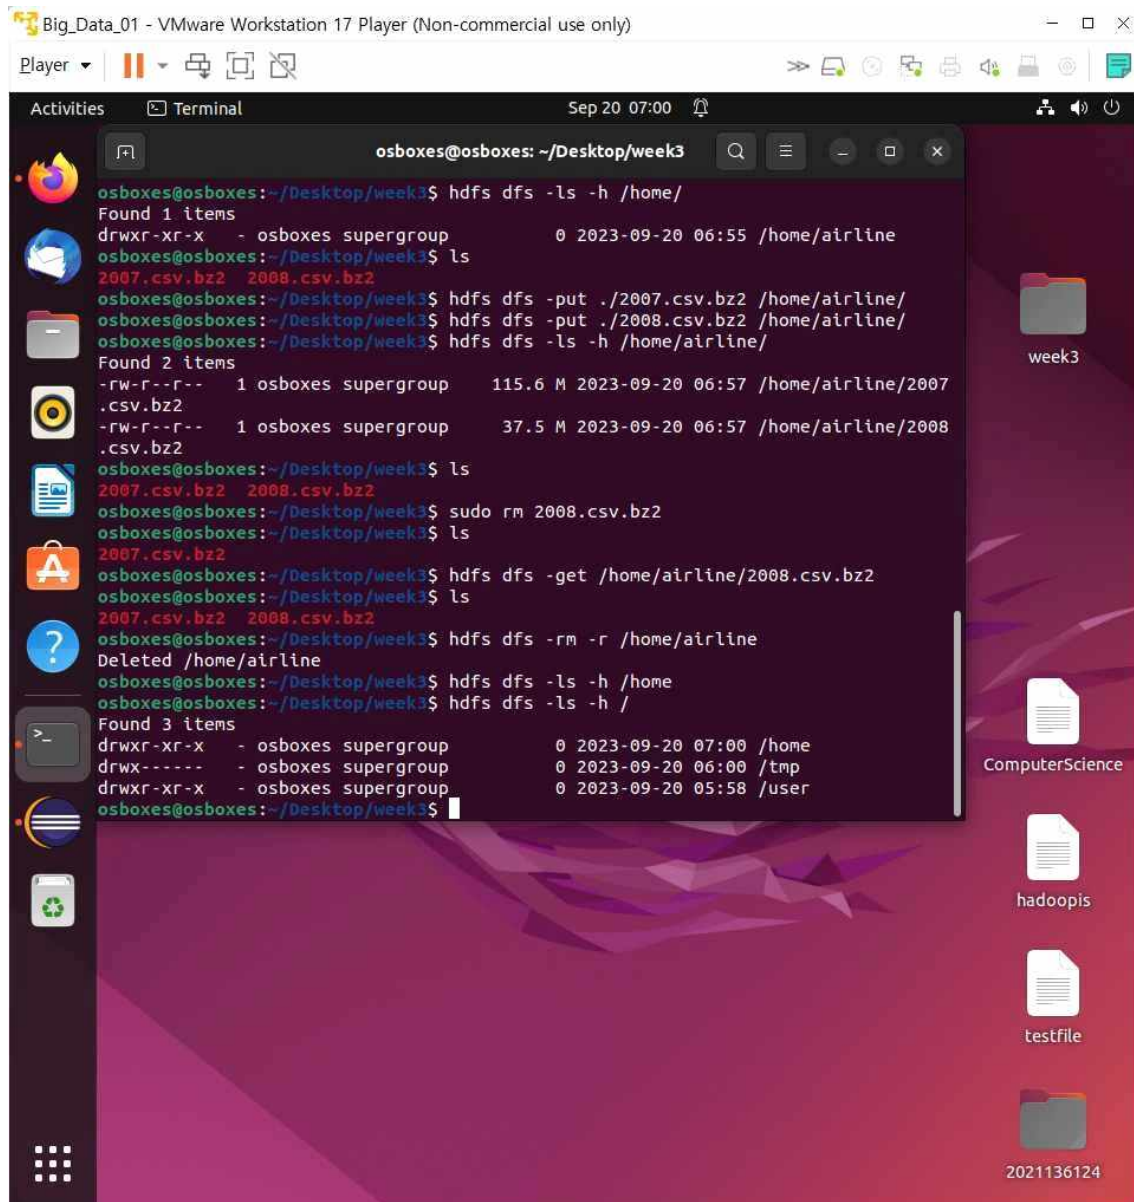 Big_Data_01 - VMware Workstation 17 Player (Non-commercial use only)
Player
Activities Terminal Sep 20 07:00
osboxes@osboxes: ~/Desktop/week3
osboxes@osboxes:~/Desktop/week3$ hdfs dfs -ls -h /home/
Found 1 items
drwxr-xr-x   - osboxes supergroup          0 2023-09-20 06:55 /home/airline
osboxes@osboxes:~/Desktop/week3$ ls
2007.csv.bz2  2008.csv.bz2
osboxes@osboxes:~/Desktop/week3$ hdfs dfs -put ./2007.csv.bz2 /home/airline/
osboxes@osboxes:~/Desktop/week3$ hdfs dfs -put ./2008.csv.bz2 /home/airline/
osboxes@osboxes:~/Desktop/week3$ hdfs dfs -ls -h /home/airline/
Found 2 items
-rw-r--r--   1 osboxes supergroup    115.6 M 2023-09-20 06:57 /home/airline/2007
.csv.bz2
-rw-r--r--   1 osboxes supergroup     37.5 M 2023-09-20 06:57 /home/airline/2008
.csv.bz2
osboxes@osboxes:~/Desktop/week3$ ls
2007.csv.bz2  2008.csv.bz2
osboxes@osboxes:~/Desktop/week3$ sudo rm 2008.csv.bz2
osboxes@osboxes:~/Desktop/week3$ ls
2007.csv.bz2
osboxes@osboxes:~/Desktop/week3$ hdfs dfs -get /home/airline/2008.csv.bz2
osboxes@osboxes:~/Desktop/week3$ ls
2007.csv.bz2  2008.csv.bz2
osboxes@osboxes:~/Desktop/week3$ hdfs dfs -rm -r /home/airline
Deleted /home/airline
osboxes@osboxes:~/Desktop/week3$ hdfs dfs -ls -h /home
osboxes@osboxes:~/Desktop/week3$ hdfs dfs -ls -h /
Found 3 items
drwxr-xr-x   - osboxes supergroup          0 2023-09-20 07:00 /home
drwx------   - osboxes supergroup          0 2023-09-20 06:00 /tmp
drwxr-xr-x   - osboxes supergroup          0 2023-09-20 05:58 /user
osboxes@osboxes:~/Desktop/week3$
week3
ComputerScience
hadoopis
testfile
2021136124